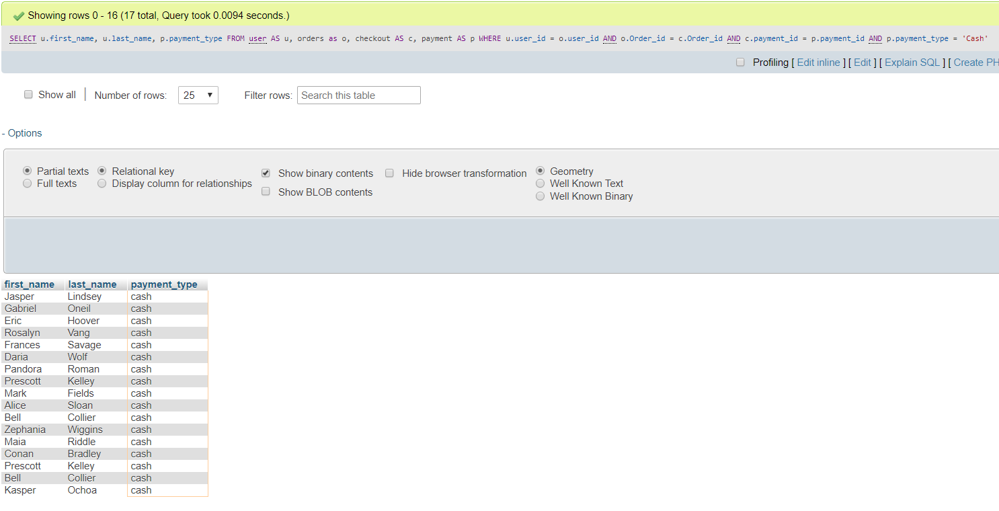 Showing rows 0 - 16 (17 total, Query took 0.0094 seconds.)
SELECT u.first_name, u.last_name, p.payment_type FROM user AS u, orders as o, checkout AS c, payment AS p WHERE u.user_id = o.user_id AND o.Order_id = c.Order_id AND c.payment_id = p.payment_id AND p.payment_type = 'Cash'
Profiling [ Edit inline ] [ Edit ] [ Explain SQL ] [ Create PH
Show all | Number of rows: 25 Filter rows: Search this table
- Options
Partial texts Relational key Show binary contents Hide browser transformation Geometry
Full texts Display column for relationships Show BLOB contents Well Known Text
Well Known Binary
first_name last_name payment_type
Jasper Lindsey cash
Gabriel Oneil cash
Eric Hoover cash
Rosalyn Vang cash
Frances Savage cash
Daria Wolf cash
Pandora Roman cash
Prescott Kelley cash
Mark Fields cash
Alice Sloan cash
Bell Collier cash
Zephania Wiggins cash
Maia Riddle cash
Conan Bradley cash
Prescott Kelley cash
Bell Collier cash
Kasper Ochoa cash